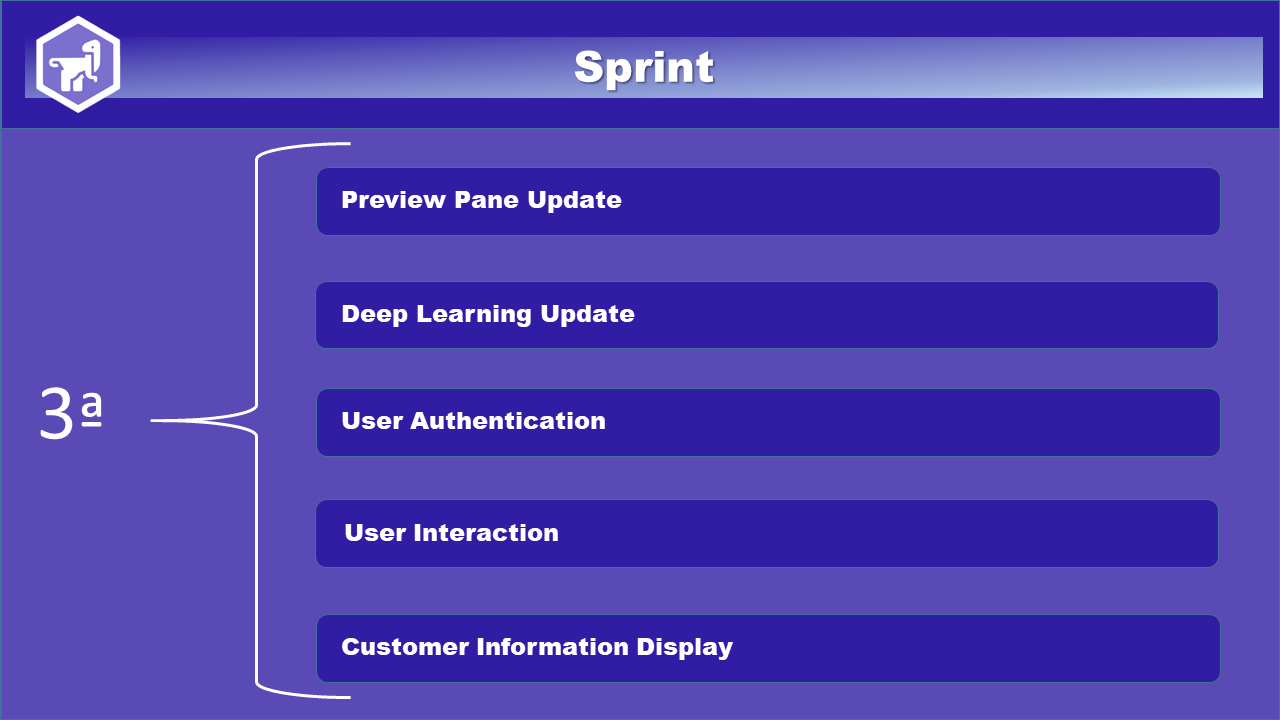 Sprint
Preview Pane Update
Deep Learning Update
3ª
User Authentication
User Interaction
Customer Information Display